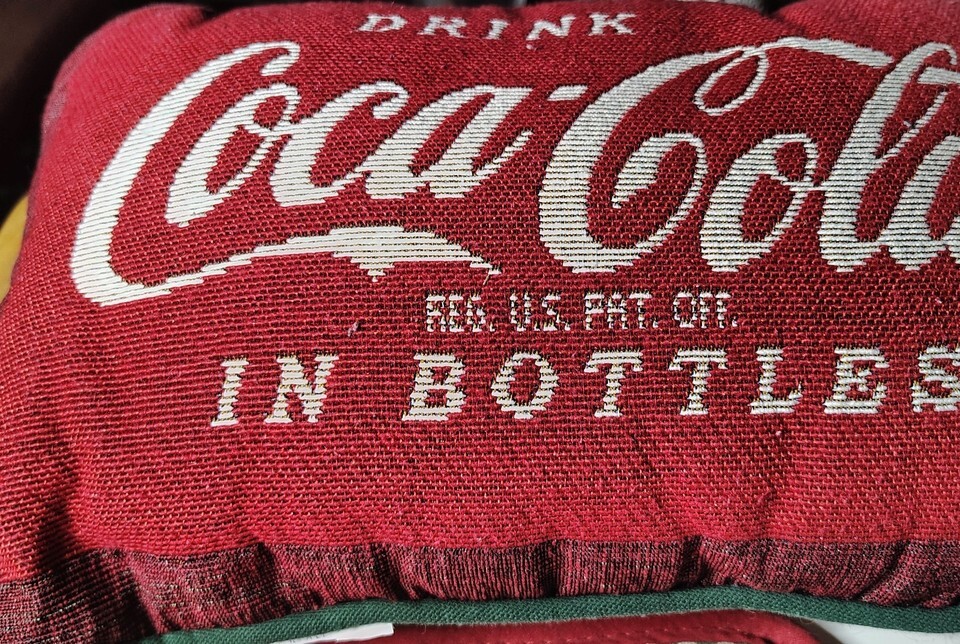 DRINK
Coca-Cola
REG. U.S. PAT. OFF.
IN BOTTLES